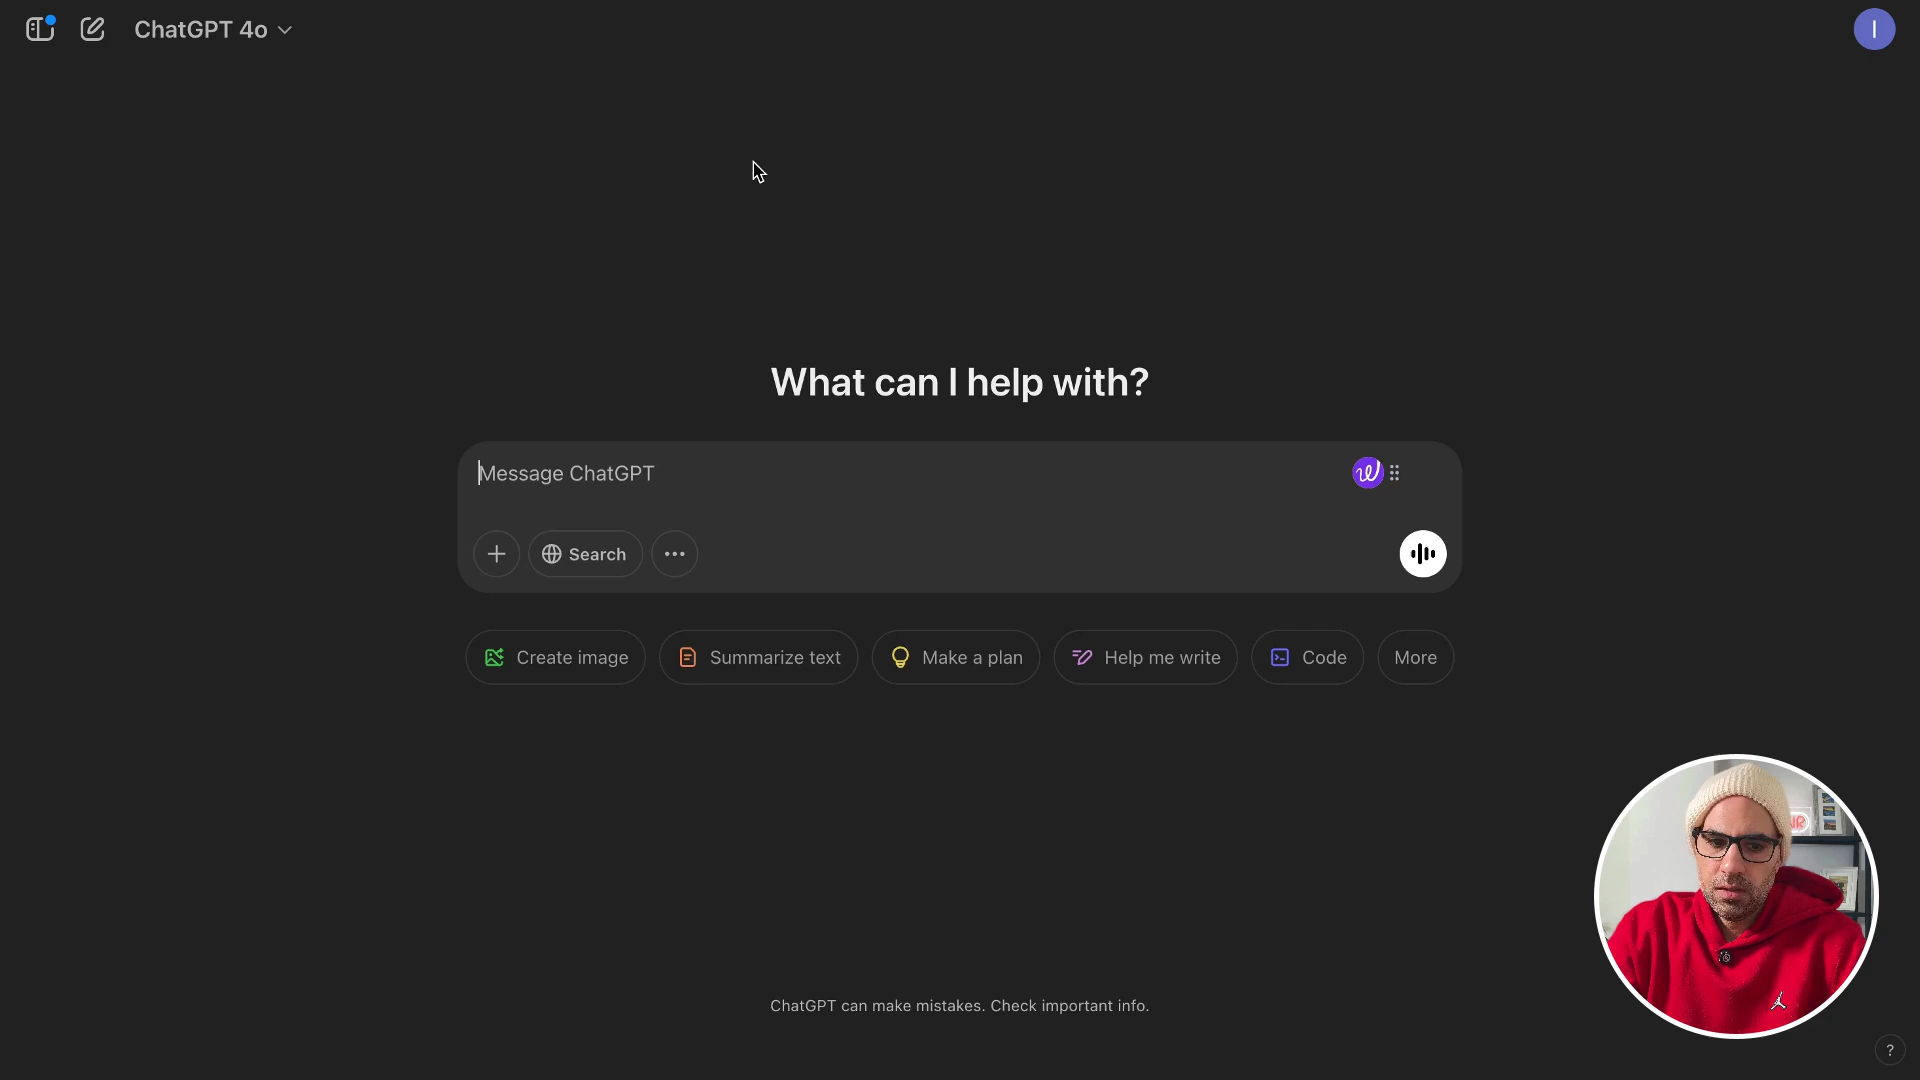 ChatGPT 4o
I
What can I help with?
Message ChatGPT
Search
Create image
Summarize text
Make a plan
Help me write
Code
More
ChatGPT can make mistakes. Check important info.
?